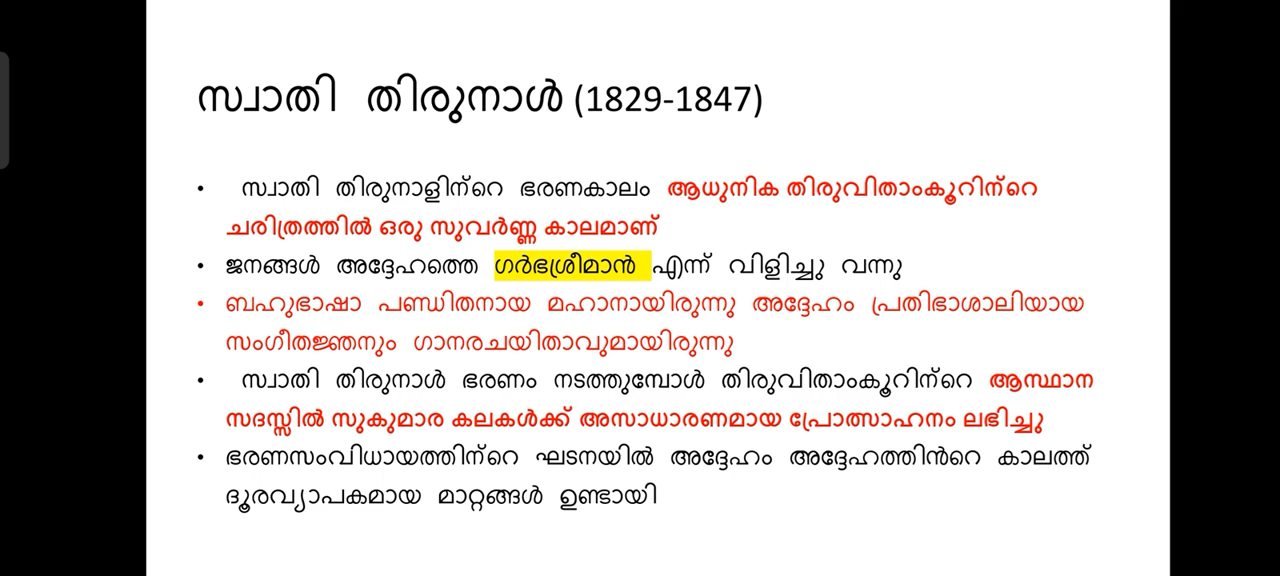 സ്വാതി തിരുനാൾ (1829-1847)
• സ്വാതി തിരുനാളിന്റെ ഭരണകാലം ആധുനിക തിരുവിതാംകൂറിന്റെ
ചരിത്രത്തിൽ ഒരു സുവർണ്ണ കാലമാണ്
• ജനങ്ങൾ അദ്ദേഹത്തെ ഗർഭശ്രീമാൻ എന്ന് വിളിച്ചു വന്നു
• ബഹുഭാഷാ പണ്ഡിതനായ മഹാനായിരുന്നു അദ്ദേഹം പ്രതിഭാശാലിയായ
സംഗീതജ്ഞനും ഗാനരചയിതാവുമായിരുന്നു
• സ്വാതി തിരുനാൾ ഭരണം നടത്തുമ്പോൾ തിരുവിതാംകൂറിന്റെ ആസ്ഥാന
സദസ്സിൽ സുകുമാര കലകൾക്ക് അസാധാരണമായ പ്രോത്സാഹനം ലഭിച്ചു
• ഭരണസംവിധായത്തിന്റെ ഘടനയിൽ അദ്ദേഹം അദ്ദേഹത്തിൻറെ കാലത്ത്
ദൂരവ്യാപകമായ മാറ്റങ്ങൾ ഉണ്ടായി